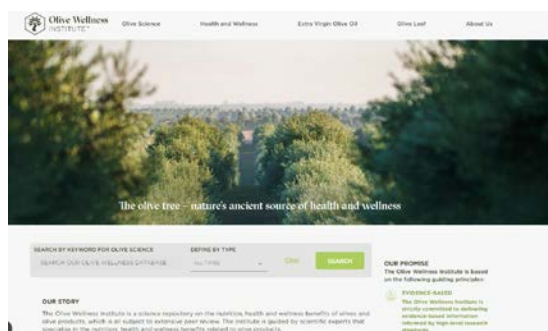 Olive Wellness
INSTITUTE
Olive Science
Health and Wellness
Extra Virgin Olive Oil
Olive Leaf
About Us
The olive tree – nature's ancient source of health and wellness
SEARCH BY KEYWORD FOR OLIVE SCIENCE
SEARCH OUR OLIVE WELLNESS DATABASE
DEFINE BY TYPE
ALL TYPES
Clear
SEARCH
OUR STORY
The Olive Wellness Institute is a science repository on the nutrition, health and wellness benefits of olives and
olive products, which is all subject to extensive peer review. The Institute is guided by scientific experts that
specialise in the nutrition, health and wellness benefits related to olive products.
OUR PROMISE
The Olive Wellness Institute is based
on the following guiding principles:
EVIDENCE-BASED
The Olive Wellness Institute is
strictly committed to delivering
evidence-based information
informed by high-level research